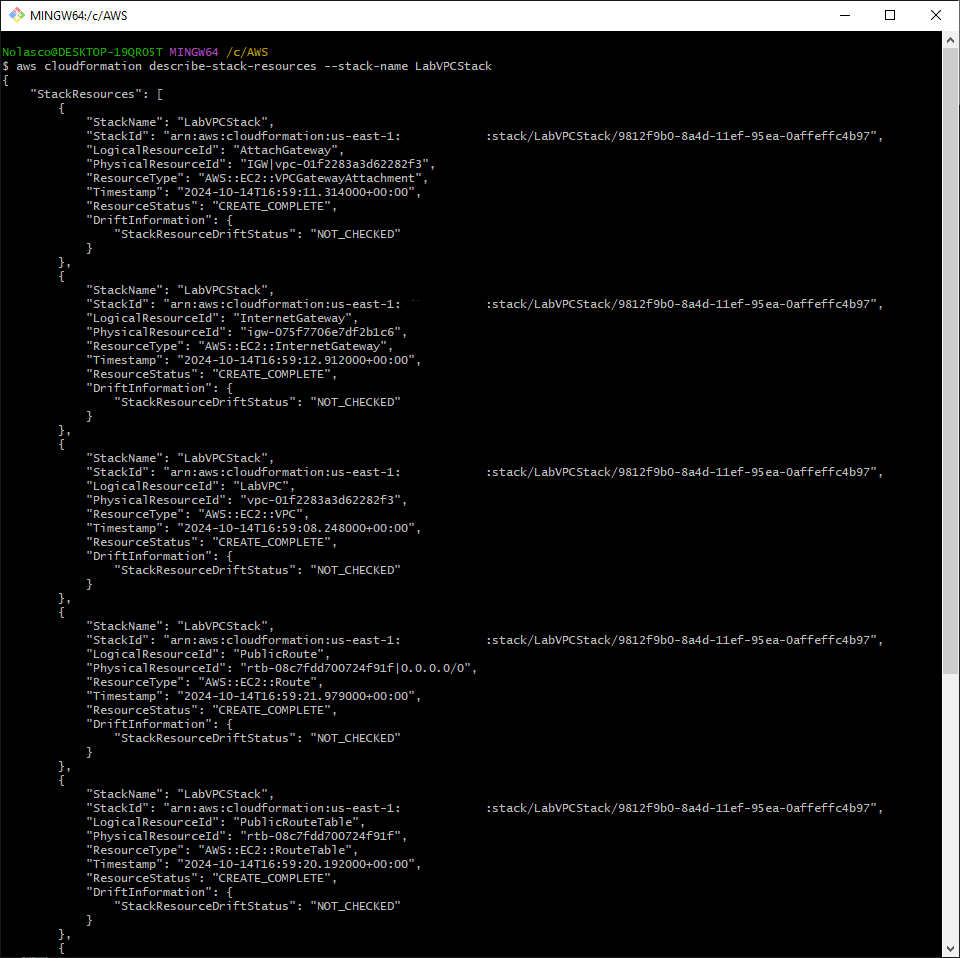 MINGW64:/c/AWS
Nolasco@DESKTOP-19QRO5T MINGW64 /c/AWS
$ aws cloudformation describe-stack-resources --stack-name LabVPCStack
{
    "StackResources": [
        {
            "StackName": "LabVPCStack",
            "StackId": "arn:aws:cloudformation:us-east-1:            :stack/LabVPCStack/9812f9b0-8a4d-11ef-95ea-0affeffc4b97",
            "LogicalResourceId": "AttachGateway",
            "PhysicalResourceId": "IGW|vpc-01f2283a3d62282f3",
            "ResourceType": "AWS::EC2::VPCGatewayAttachment",
            "Timestamp": "2024-10-14T16:59:11.314000+00:00",
            "ResourceStatus": "CREATE_COMPLETE",
            "DriftInformation": {
                "StackResourceDriftStatus": "NOT_CHECKED"
            }
        },
        {
            "StackName": "LabVPCStack",
            "StackId": "arn:aws:cloudformation:us-east-1:            :stack/LabVPCStack/9812f9b0-8a4d-11ef-95ea-0affeffc4b97",
            "LogicalResourceId": "InternetGateway",
            "PhysicalResourceId": "igw-075f7706e7df2b1c6",
            "ResourceType": "AWS::EC2::InternetGateway",
            "Timestamp": "2024-10-14T16:59:12.912000+00:00",
            "ResourceStatus": "CREATE_COMPLETE",
            "DriftInformation": {
                "StackResourceDriftStatus": "NOT_CHECKED"
            }
        },
        {
            "StackName": "LabVPCStack",
            "StackId": "arn:aws:cloudformation:us-east-1:            :stack/LabVPCStack/9812f9b0-8a4d-11ef-95ea-0affeffc4b97",
            "LogicalResourceId": "LabVPC",
            "PhysicalResourceId": "vpc-01f2283a3d62282f3",
            "ResourceType": "AWS::EC2::VPC",
            "Timestamp": "2024-10-14T16:59:08.248000+00:00",
            "ResourceStatus": "CREATE_COMPLETE",
            "DriftInformation": {
                "StackResourceDriftStatus": "NOT_CHECKED"
            }
        },
        {
            "StackName": "LabVPCStack",
            "StackId": "arn:aws:cloudformation:us-east-1:            :stack/LabVPCStack/9812f9b0-8a4d-11ef-95ea-0affeffc4b97",
            "LogicalResourceId": "PublicRoute",
            "PhysicalResourceId": "rtb-08c7fdd700724f91f|0.0.0.0/0",
            "ResourceType": "AWS::EC2::Route",
            "Timestamp": "2024-10-14T16:59:21.979000+00:00",
            "ResourceStatus": "CREATE_COMPLETE",
            "DriftInformation": {
                "StackResourceDriftStatus": "NOT_CHECKED"
            }
        },
        {
            "StackName": "LabVPCStack",
            "StackId": "arn:aws:cloudformation:us-east-1:            :stack/LabVPCStack/9812f9b0-8a4d-11ef-95ea-0affeffc4b97",
            "LogicalResourceId": "PublicRouteTable",
            "PhysicalResourceId": "rtb-08c7fdd700724f91f",
            "ResourceType": "AWS::EC2::RouteTable",
            "Timestamp": "2024-10-14T16:59:20.192000+00:00",
            "ResourceStatus": "CREATE_COMPLETE",
            "DriftInformation": {
                "StackResourceDriftStatus": "NOT_CHECKED"
            }
        },
        {